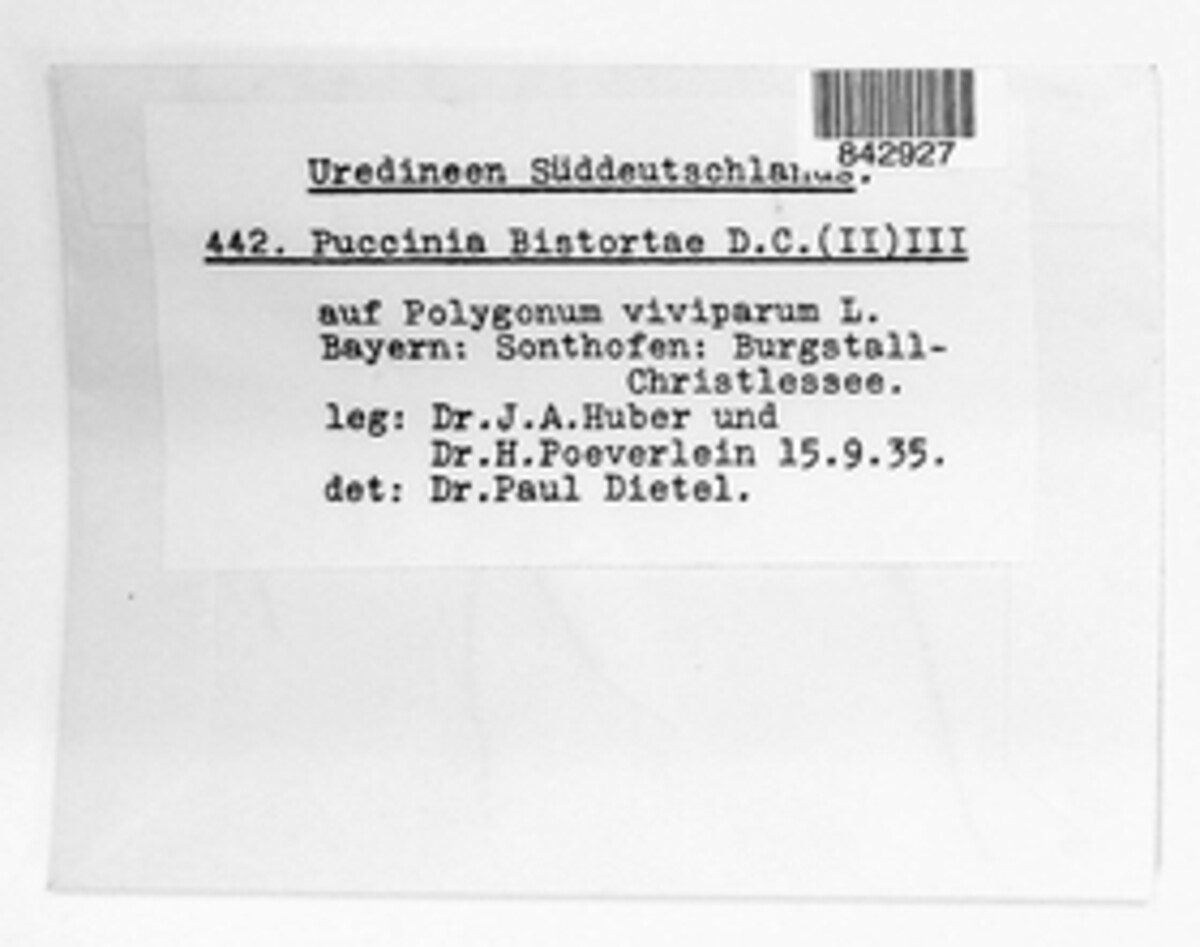 842927
Uredineen Süddeutschlands.
442. Puccinia Bistortae D.C.(II)III
auf Polygonum viviparum L.
Bayern: Sonthofen: Burgstall-
Christlessee.
leg: Dr.J.A.Huber und
Dr.H.Poeverlein 15.9.35.
det: Dr.Paul Dietel.